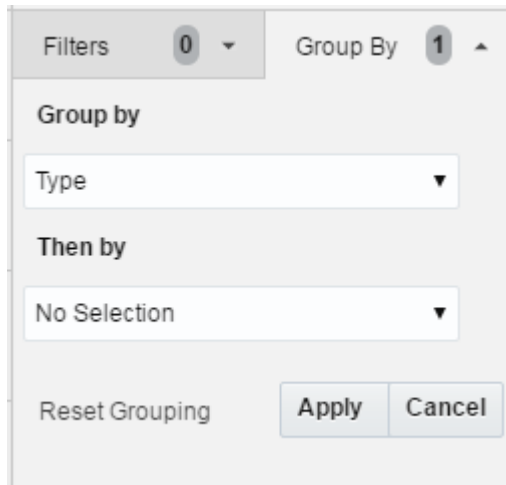 Filters 0 Group By 1
Group by
Type
Then by
No Selection
Reset Grouping Apply Cancel